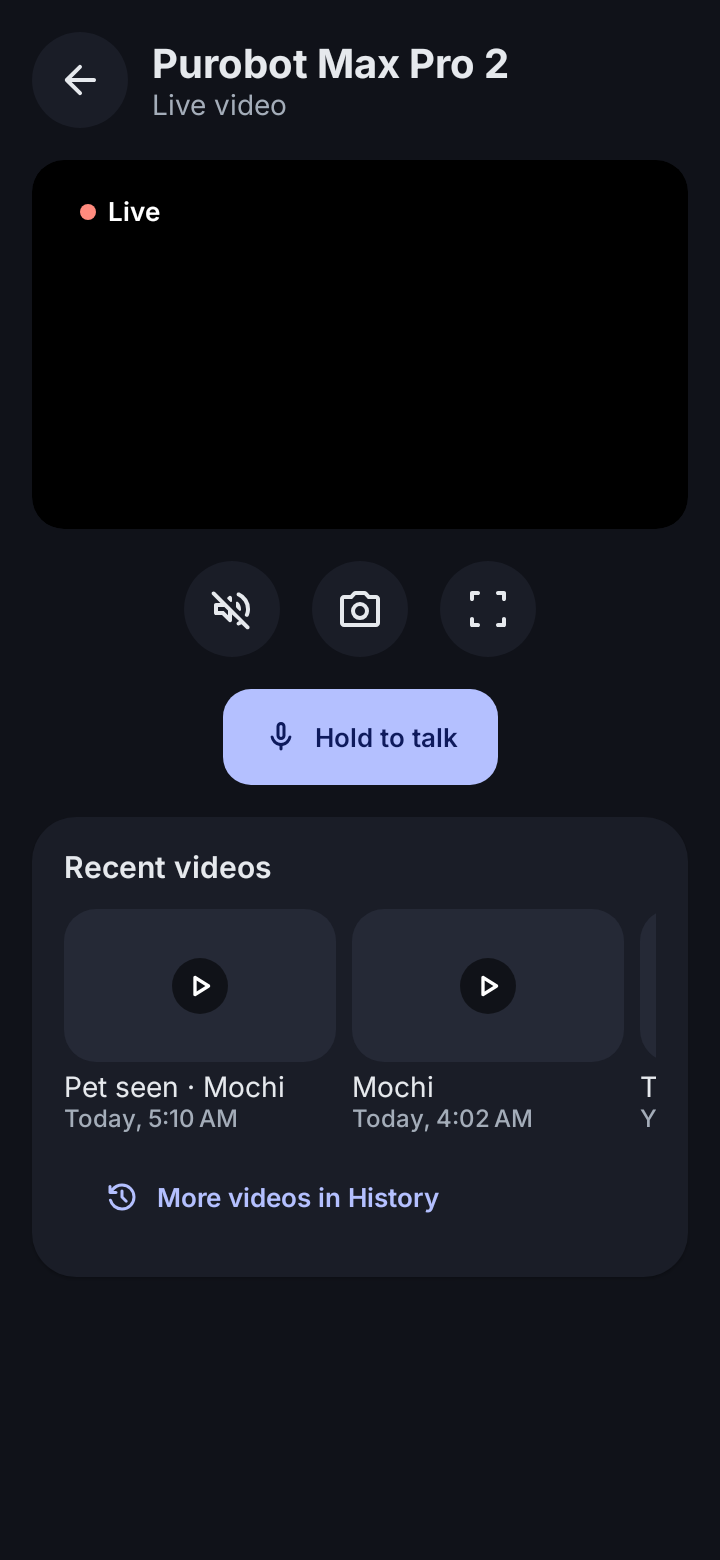 Purobot Max Pro 2
Live video
Live
Hold to talk
Recent videos
Pet seen · Mochi
Today, 5:10 AM
Mochi
Today, 4:02 AM
T
Y
More videos in History